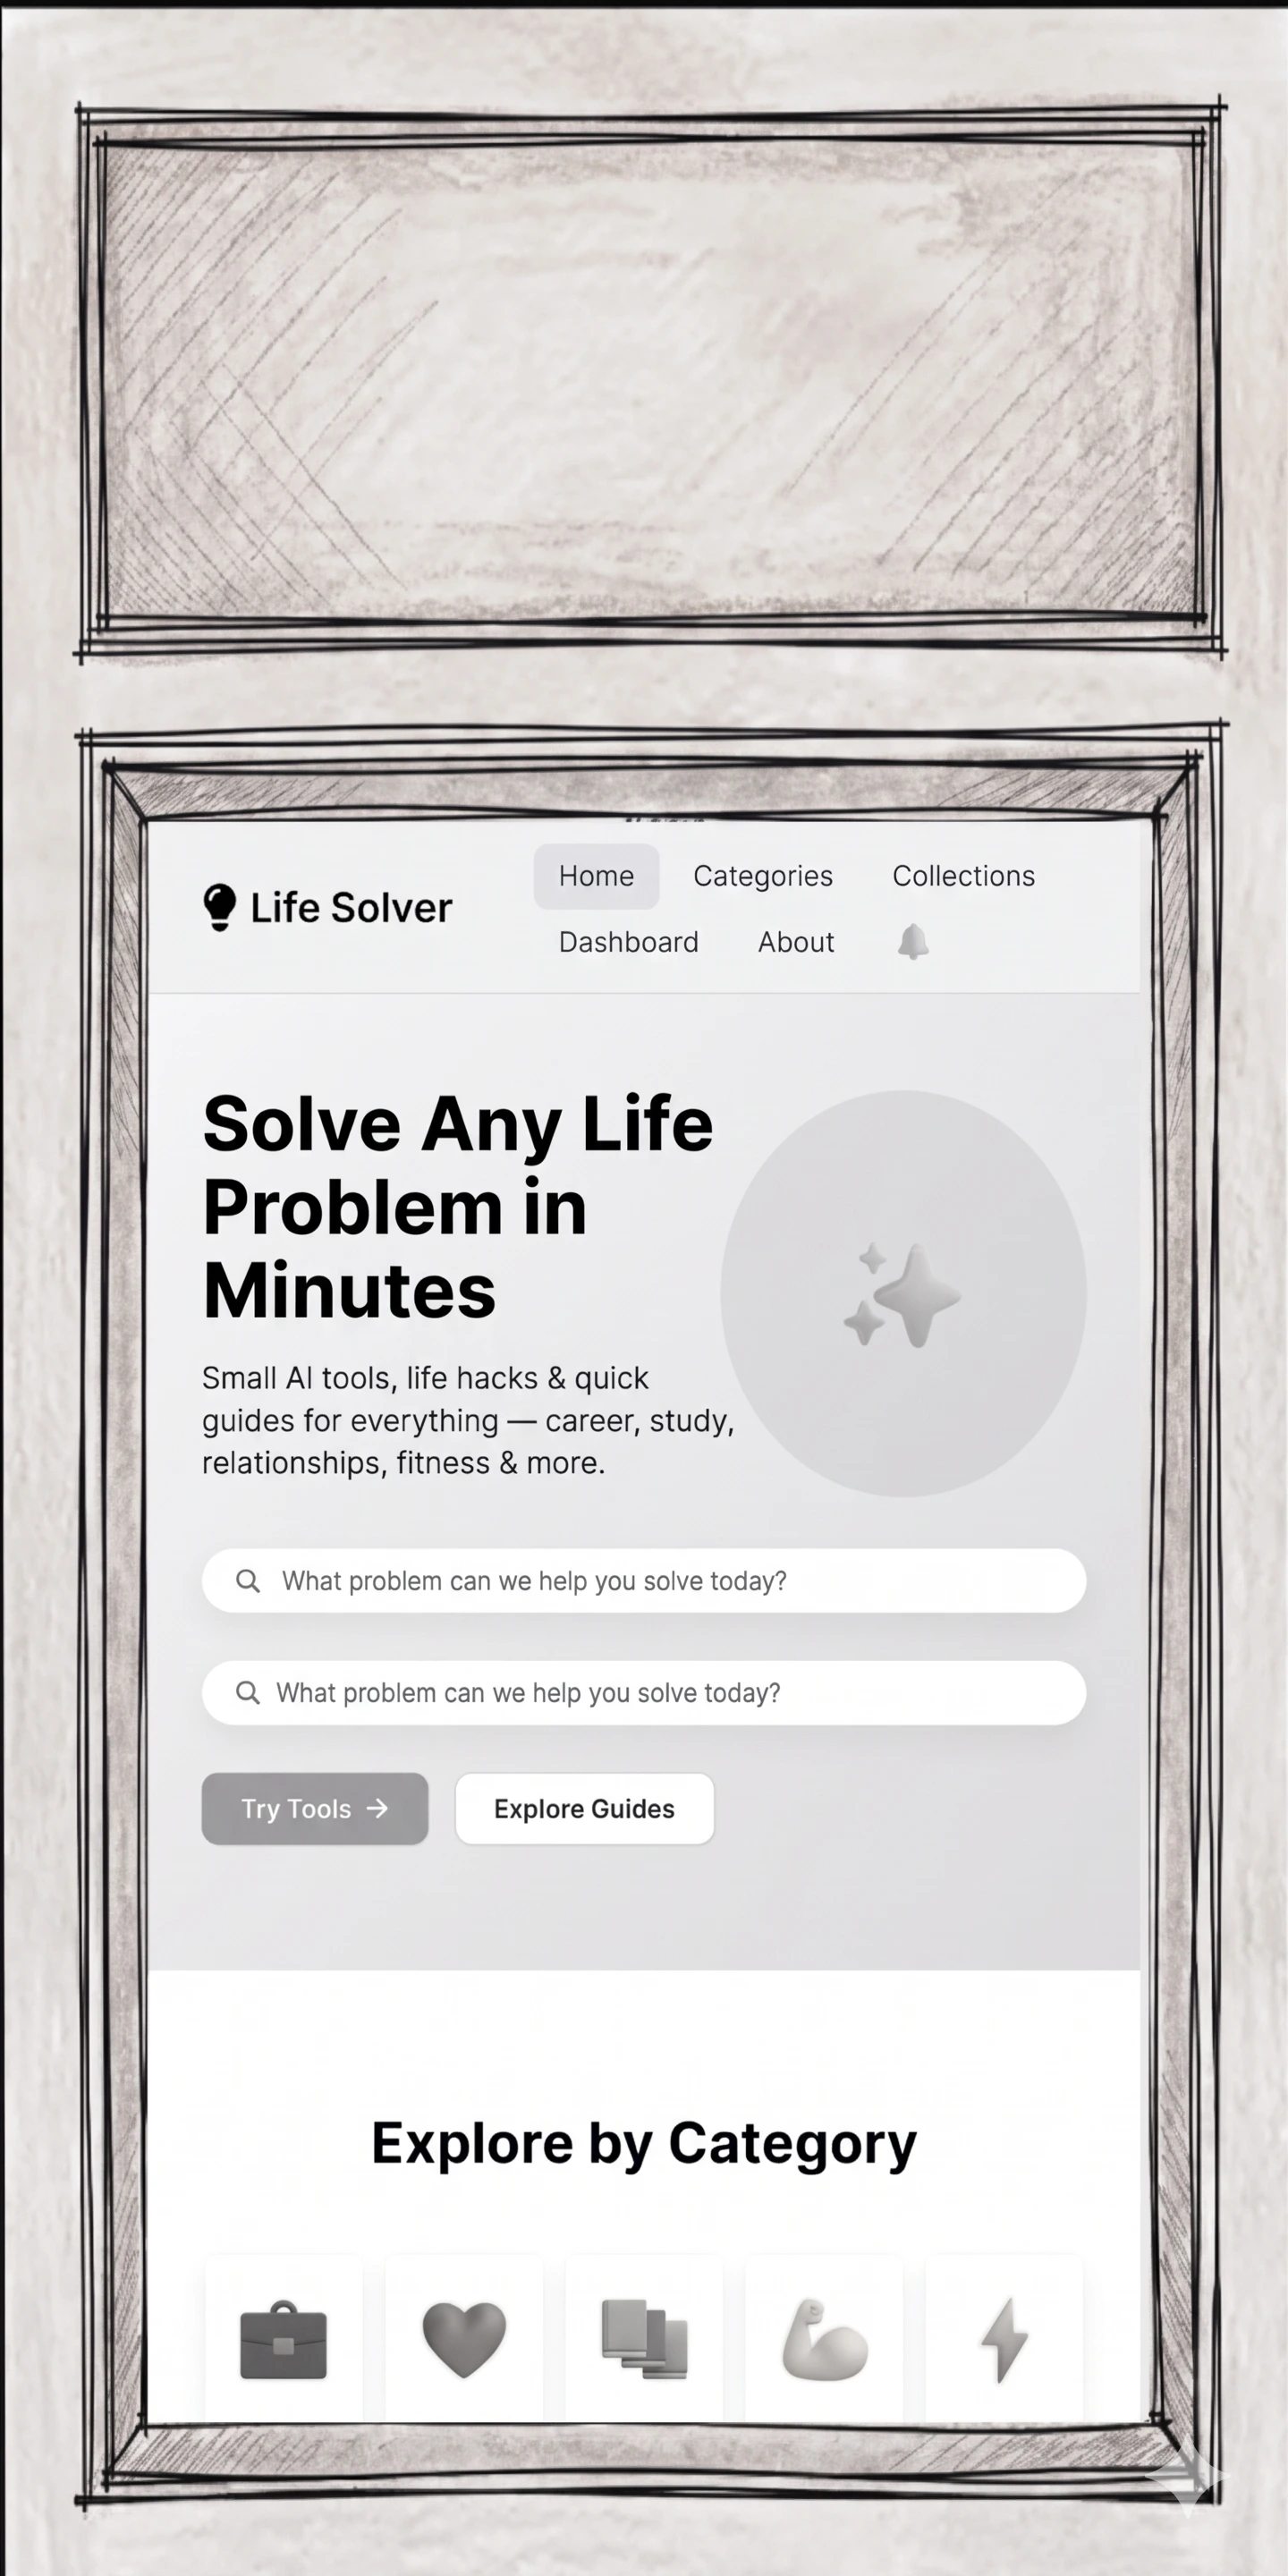 Life Solver
Home Categories Collections
Dashboard About
Solve Any Life
Problem in
Minutes
Small AI tools, life hacks & quick
guides for everything — career, study,
relationships, fitness & more.
What problem can we help you solve today?
What problem can we help you solve today?
Try Tools →
Explore Guides
Explore by Category